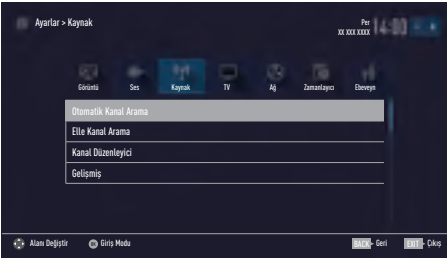 Ayarlar > Kaynak
Per
xx xxx xxxx
14:00
Görüntü Ses Kaynak TV Ağ Zamanlayıcı Ebeveyn
Otomatik Kanal Arama
Elle Kanal Arama
Kanal Düzenleyici
Gelişmiş
Alanı Değiştir OK Giriş Modu BACK Geri EXIT Çıkış